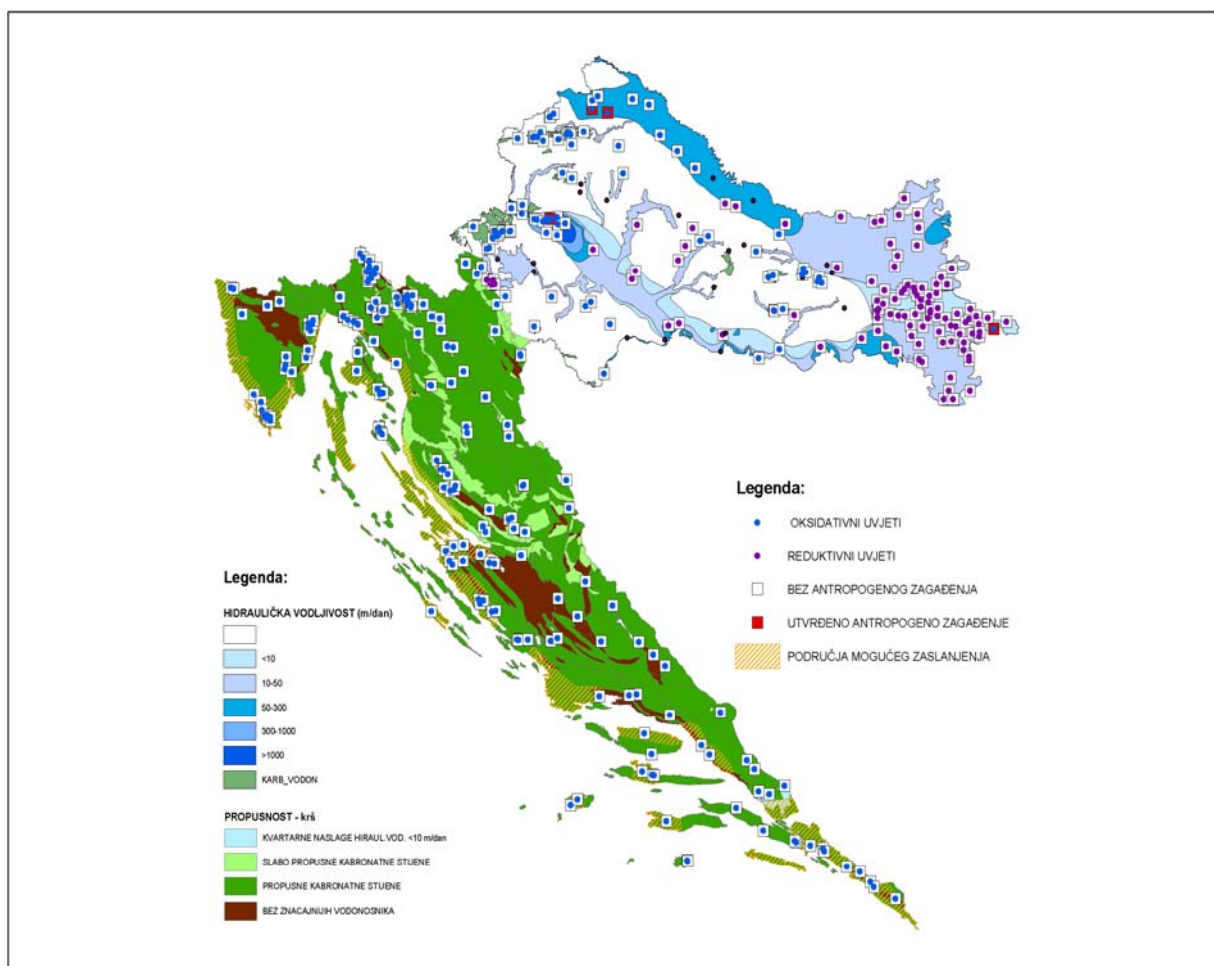 Legenda:
HIDRAULIČKA VODLJIVOST (m/dan)
<10
10-50
50-300
300-1000
>1000
KARB_VODON
PROPUSNOST - krš
KVARTARNE NASLAGE HIRAUL.VOD. <10 m/dan
SLABO PROPUSNE KABRONATNE STIJENE
PROPUSNE KABRONATNE STIJENE
BEZ ZNACAJNIJIH VODONOSNIKA
Legenda:
OKSIDATIVNI UVJETI
REDUKTIVNI UVJETI
BEZ ANTROPOGENOG ZAGAĐENJA
UTVRĐENO ANTROPOGENO ZAGAĐENJE
PODRUČJA MOGUĆEG ZASLANJENJA